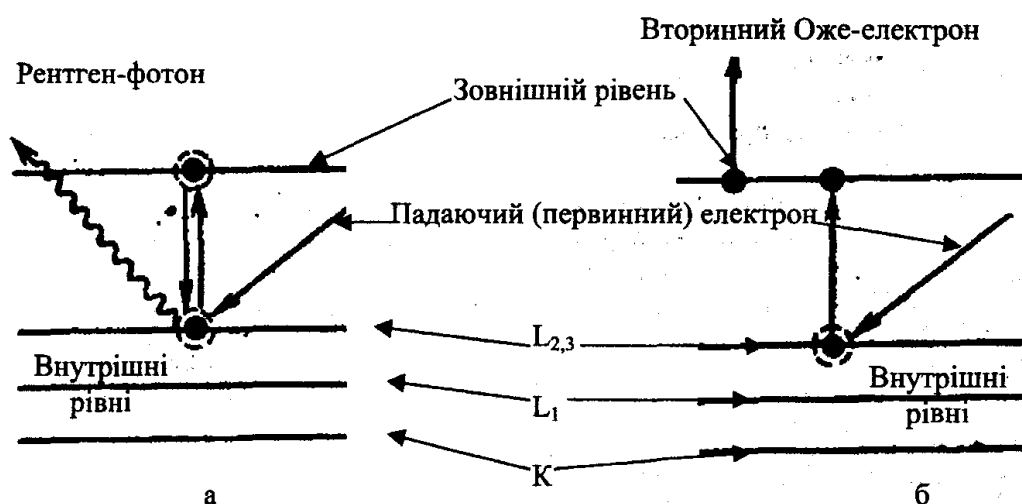 Вторинний Оже-електрон
Рентген-фотон
Зовнішній рівень
Падаючий (первинний) електрон
L2,3
Внутрішні
рівні
Внутрішні
рівні
L1
К
а
б